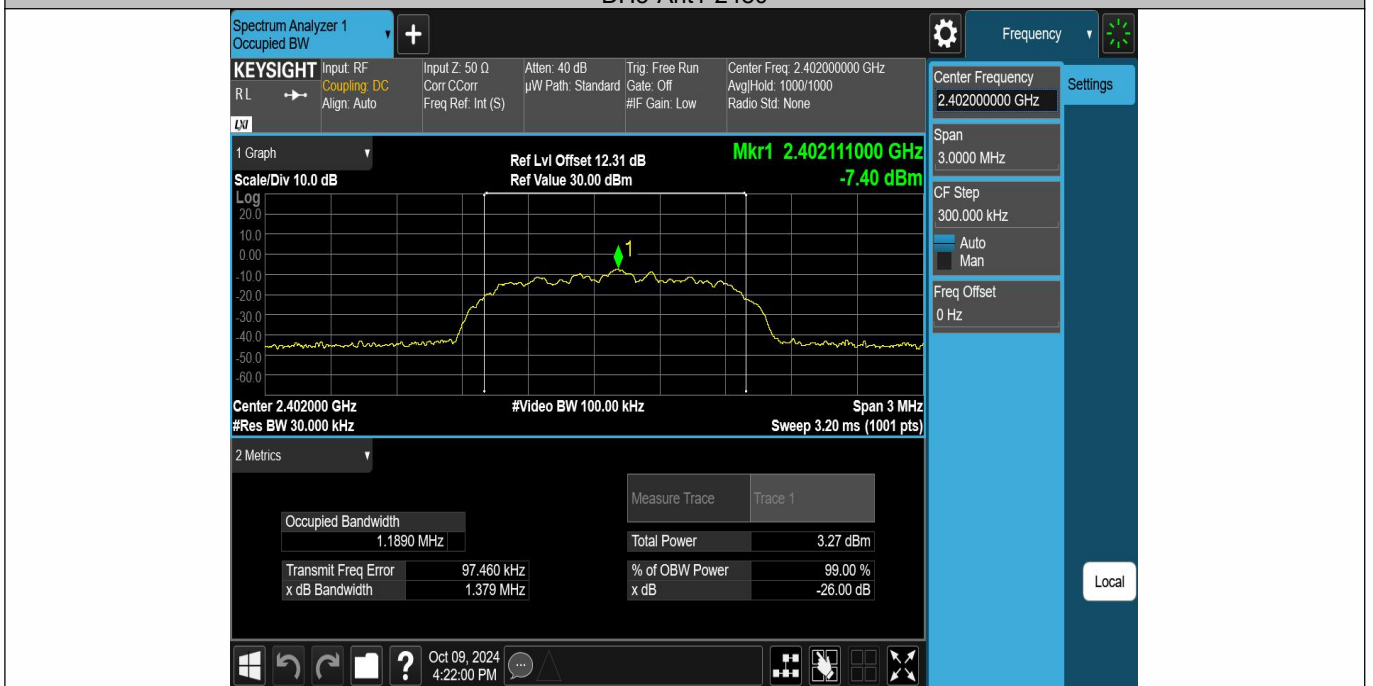 Spectrum Analyzer 1
Occupied BW
Frequency
KEYSIGHT
RL
LXI
Input: RF
Coupling: DC
Align: Auto
Input Z: 50 Ω
Corr CCorr
Freq Ref: Int (S)
Atten: 40 dB
µW Path: Standard
Trig: Free Run
Gate: Off
#IF Gain: Low
Center Freq: 2.402000000 GHz
Avg|Hold: 1000/1000
Radio Std: None
Center Frequency
2.402000000 GHz
Settings
Span
3.0000 MHz
CF Step
300.000 kHz
Auto
Man
Freq Offset
0 Hz
Local
1 Graph
Scale/Div 10.0 dB
Ref Lvl Offset 12.31 dB
Ref Value 30.00 dBm
Mkr1 2.402111000 GHz
-7.40 dBm
Log
20.0
10.0
0.00
-10.0
-20.0
-30.0
-40.0
-50.0
-60.0
1
Center 2.402000 GHz
#Video BW 100.00 kHz
Span 3 MHz
#Res BW 30.000 kHz
Sweep 3.20 ms (1001 pts)
2 Metrics
Measure Trace Trace 1
Occupied Bandwidth
1.1890 MHz
Total Power 3.27 dBm
Transmit Freq Error 97.460 kHz
% of OBW Power 99.00 %
x dB Bandwidth 1.379 MHz
x dB -26.00 dB
?
Oct 09, 2024
4:22:00 PM